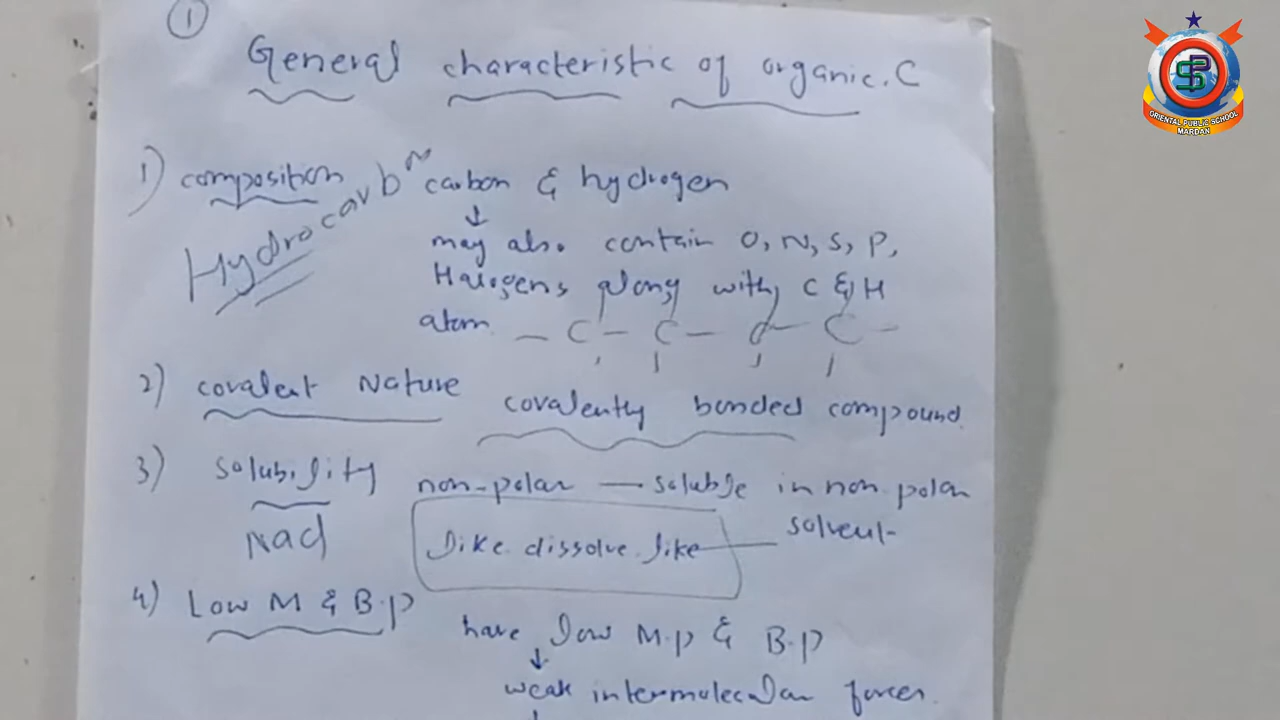 1
General characteristic of organic.C
1) composition carbon & hydrogen
Hydrocarbn
may also contain O, N, S, P,
Halogens along with C & H
atom - C - C - C - C -
2) covalent Nature
covalently bonded compound.
3) solubility non-polar — soluble in non polar
solvent
NaCl
like dissolve like
4) Low M & B.p
have low M.p & B.p
weak intermolecular forces.
SP
ORIENTAL PUBLIC SCHOOL
MARDAN